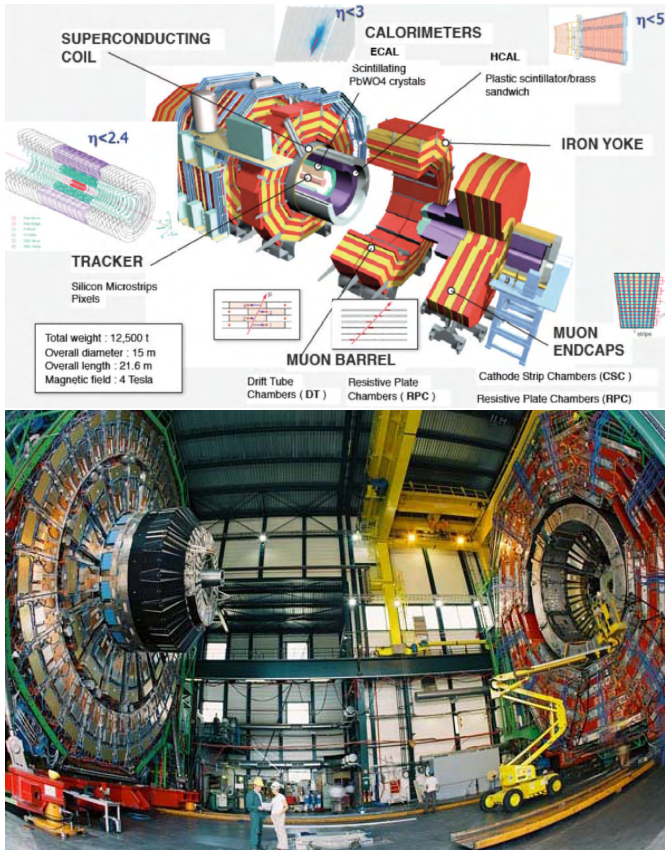 η<3
η<5
SUPERCONDUCTING
COIL
CALORIMETERS
ECAL
HCAL
Scintillating
PbWO4 crystals
Plastic scintillator/brass
sandwich
η<2.4
IRON YOKE
TRACKER
Silicon Microstrips
Pixels
Total weight : 12,500 t
Overall diameter : 15 m
Overall length : 21.6 m
Magnetic field : 4 Tesla
MUON BARREL
MUON
ENDCAPS
Drift Tube
Chambers ( DT )
Resistive Plate
Chambers ( RPC )
Cathode Strip Chambers (CSC )
Resistive Plate Chambers (RPC)
strips